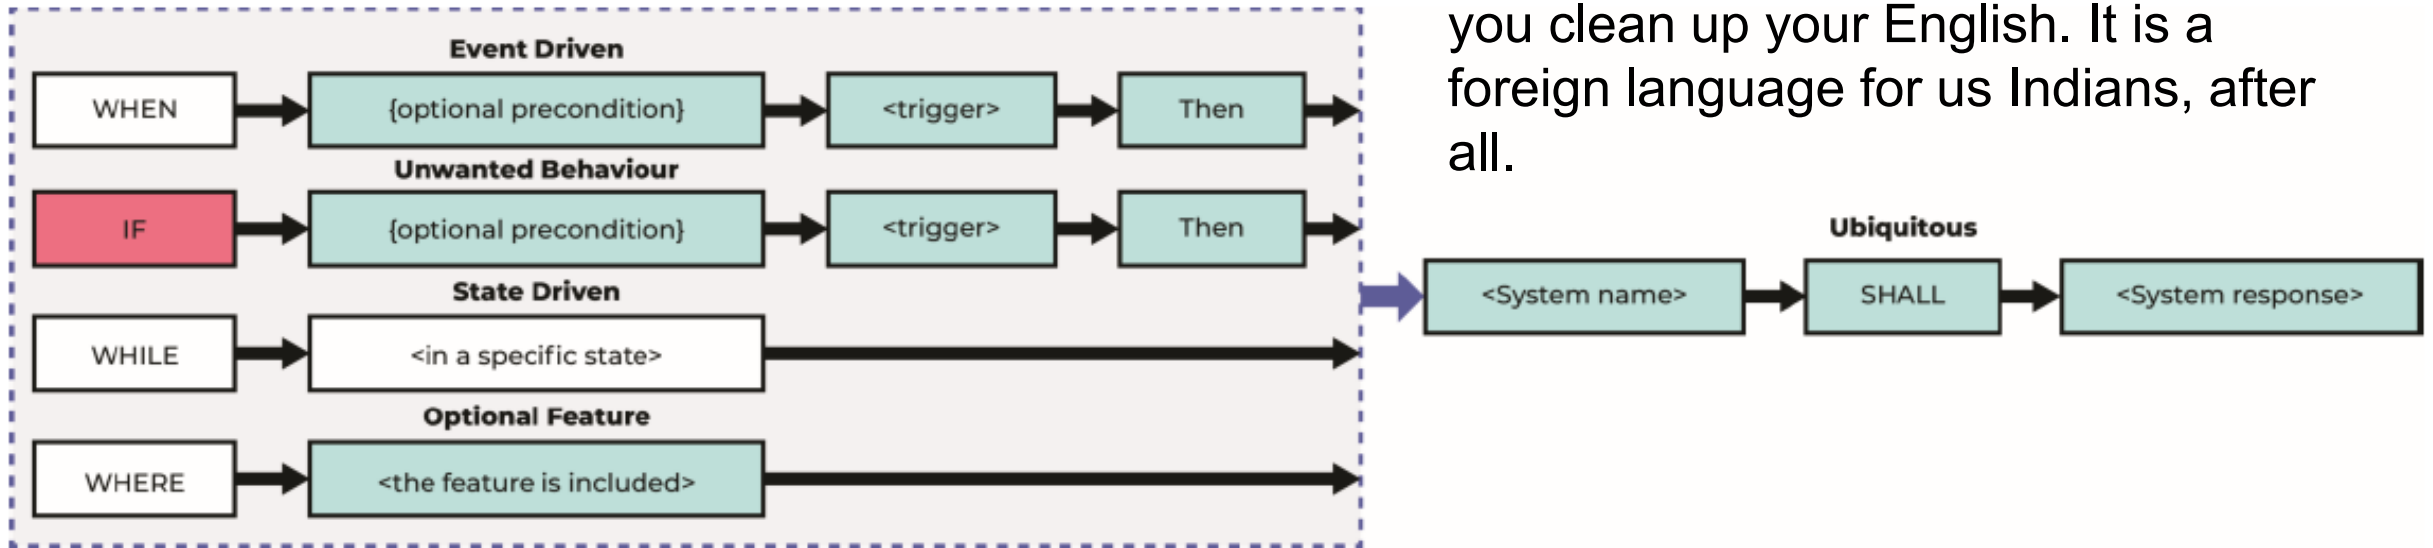 you clean up your English. It is a
foreign language for us Indians, after
all.
Event Driven
WHEN {optional precondition} <trigger> Then
Unwanted Behaviour
IF {optional precondition} <trigger> Then
State Driven
WHILE <in a specific state>
Optional Feature
WHERE <the feature is included>
Ubiquitous
<System name> SHALL <System response>